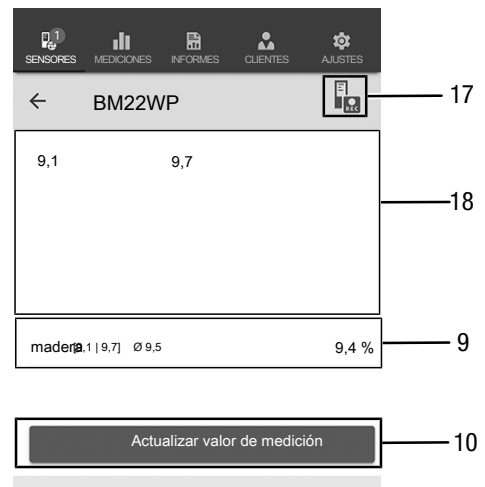 1
SENSORES MEDICIONES INFORMES CLIENTES AJUSTES
BM22WP
REC
17
9,1 9,7
18
madera [9,1 | 9,7] Ø 9,5 9,4 %
9
Actualizar valor de medición
10